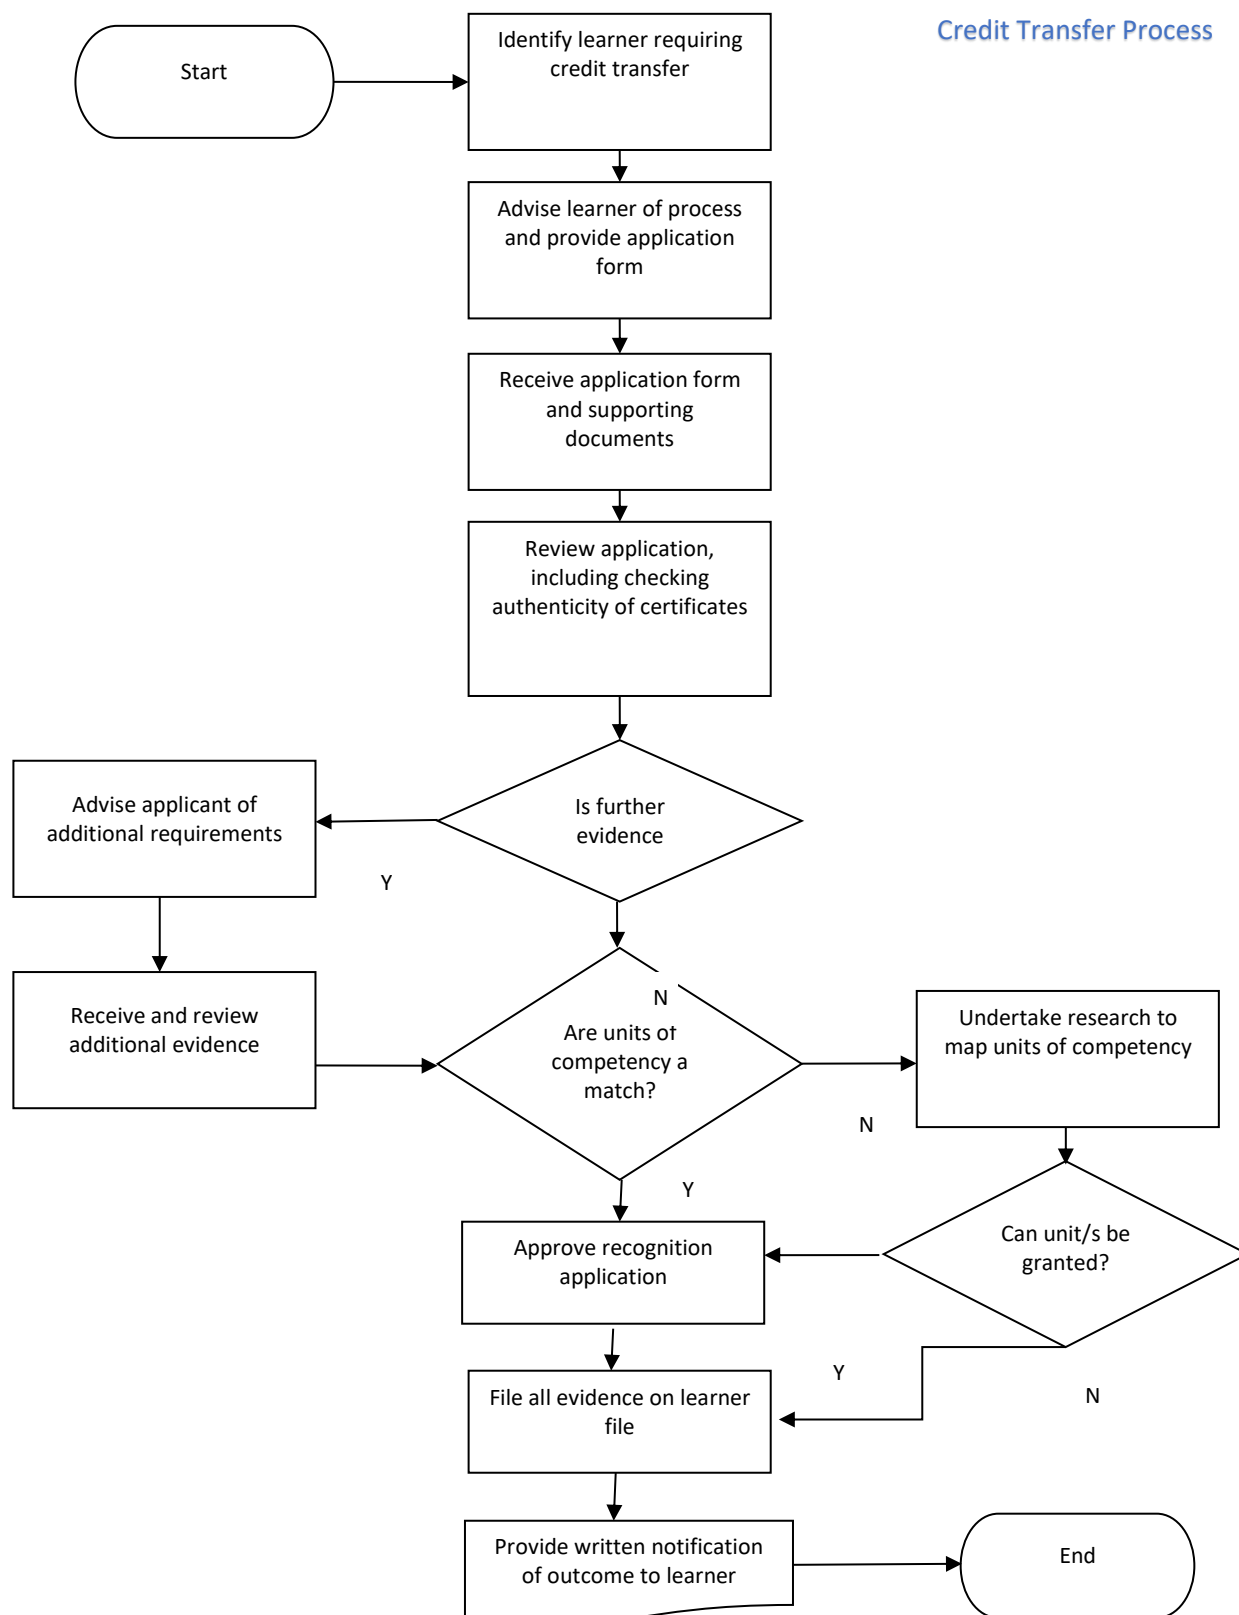 Credit Transfer Process
Start
Identify learner requiring
credit transfer
Advise learner of process
and provide application
form
Receive application form
and supporting
documents
Review application,
including checking
authenticity of certificates
Is further
evidence
Advise applicant of
additional requirements
Y
N
Receive and review
additional evidence
Are units of
competency a
match?
Undertake research to
map units of competency
N
Y
Approve recognition
application
Can unit/s be
granted?
Y
N
File all evidence on learner
file
Provide written notification
of outcome to learner
End